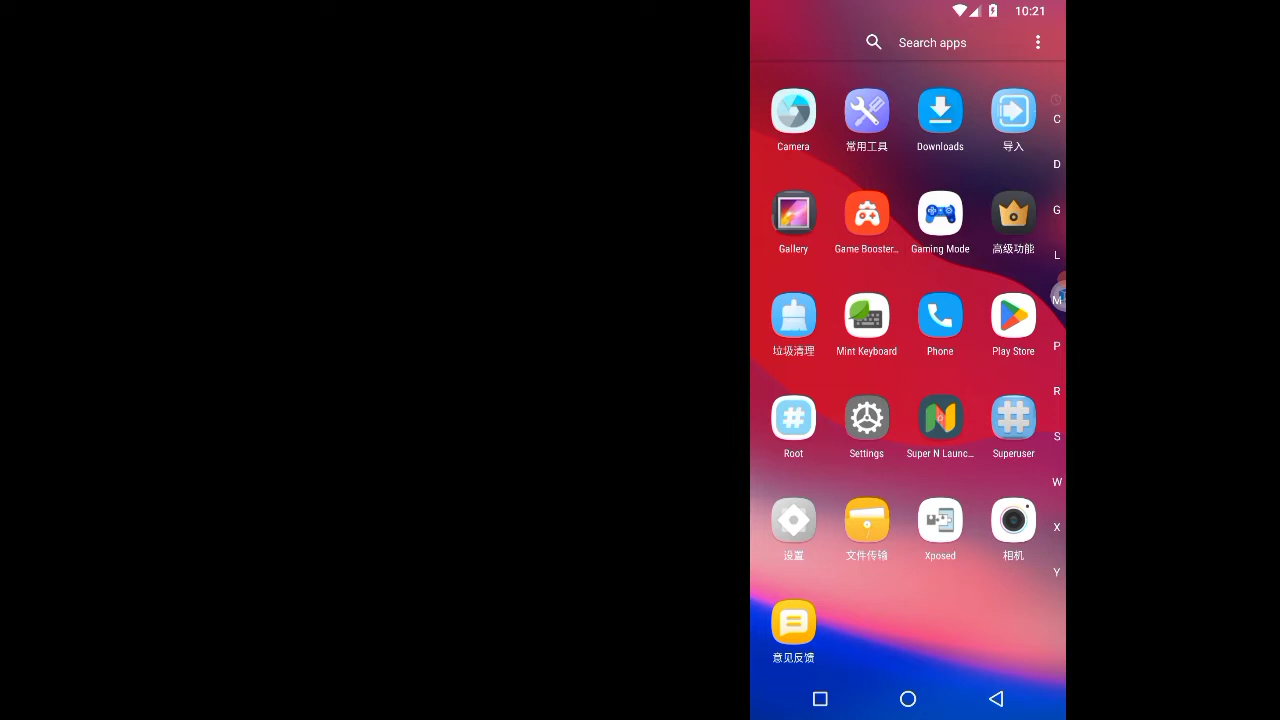 10:21
Search apps
Camera 常用工具 Downloads 导入
C
D
Gallery Game Booster... Gaming Mode 高级功能
G
L
M
垃圾清理 Mint Keyboard Phone Play Store
P
R
Root Settings Super N Launc... Superuser
S
W
设置 文件传输 Xposed 相机
X
Y
意见反馈